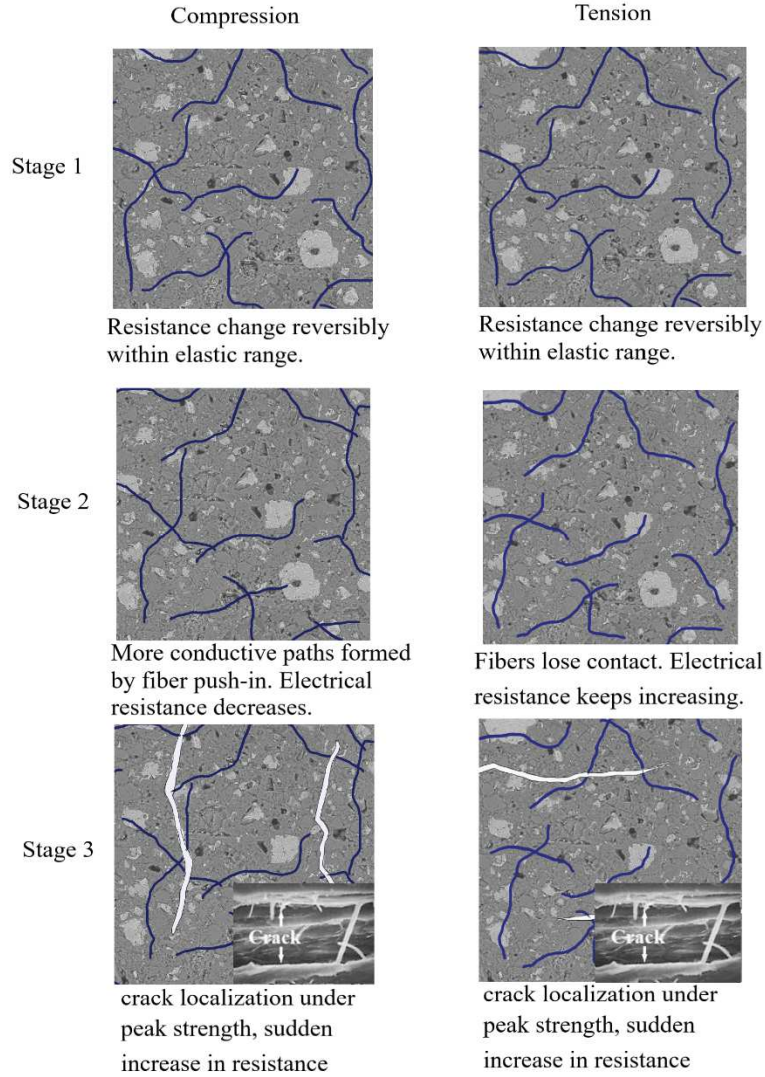 Compression
Tension
Stage 1
Resistance change reversibly
within elastic range.
Resistance change reversibly
within elastic range.
Stage 2
More conductive paths formed
by fiber push-in. Electrical
resistance decreases.
Fibers lose contact. Electrical
resistance keeps increasing.
Stage 3
Crack
Crack
crack localization under
peak strength, sudden
increase in resistance
crack localization under
peak strength, sudden
increase in resistance